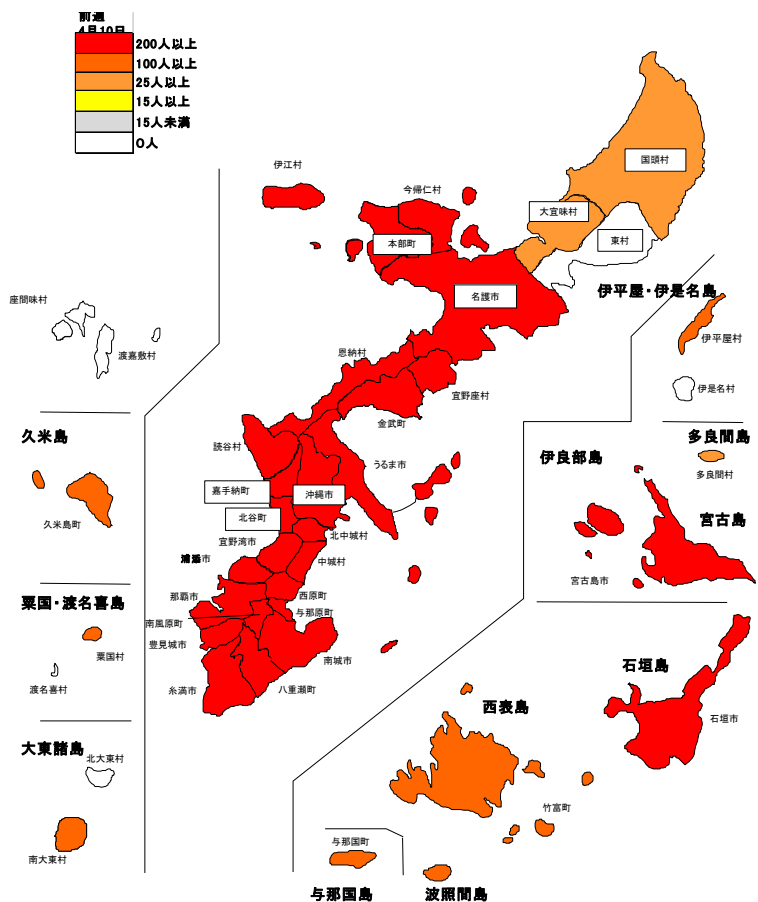 前週
4月10日
200人以上
100人以上
25人以上
15人以上
15人未満
0人
国頭村
伊江村
今帰仁村
大宜味村
東村
本部町
名護市
伊平屋・伊是名島
座間味村
渡嘉敷村
伊平屋村
恩納村
伊是名村
宜野座村
久米島
金武町
多良間島
読谷村
うるま市
伊良部島
多良間村
嘉手納町
沖縄市
久米島町
北谷町
宮古島
宜野湾市
北中城村
中城村
宮古島市
西原町
粟国・渡名喜島
那覇市
与那原町
南風原町
粟国村
豊見城市
南城市
石垣島
渡名喜村
糸満市
八重瀬町
西表島
石垣市
大東諸島
北大東村
竹富町
与那国町
南大東村
与那国島
波照間島